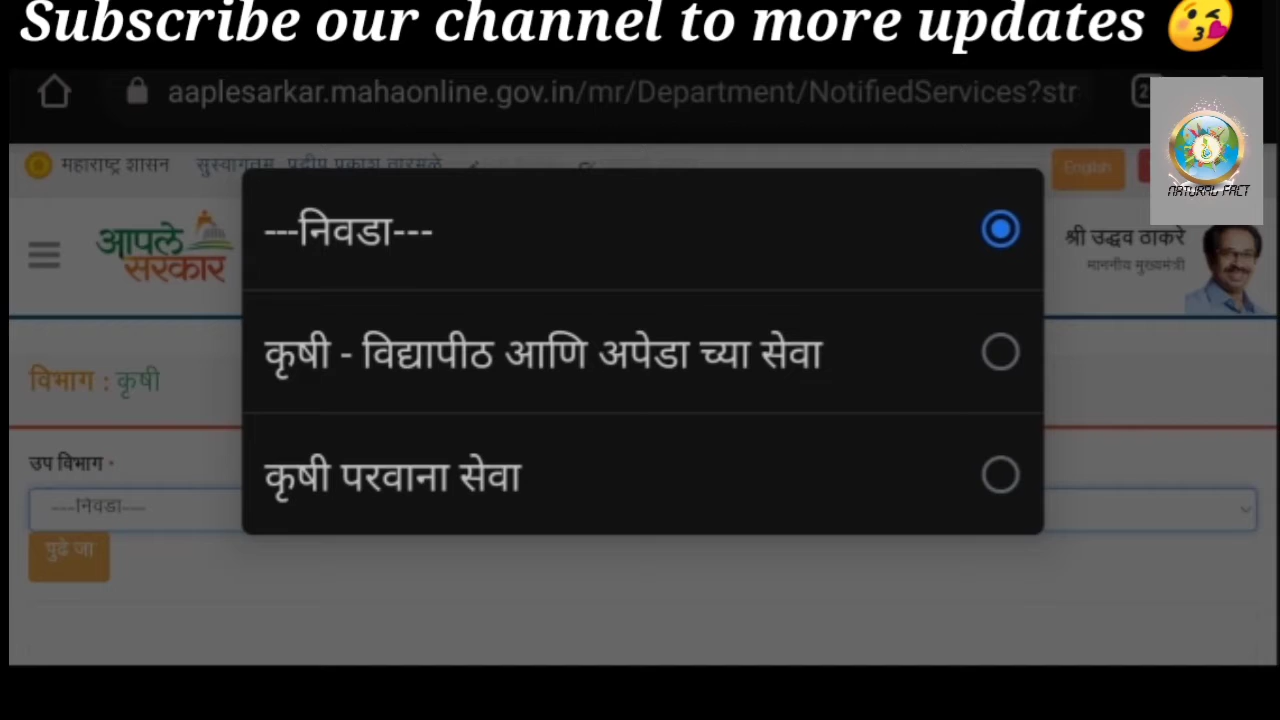 Subscribe our channel to more updates 😘
aaplesarkar.mahaonline.gov.in/mr/Department/NotifiedServices?str
महाराष्ट्र शासन
English
NATURAL FACT
---निवडा---
आपले
सरकार
श्री उद्धव ठाकरे
माननीय मुख्यमंत्री
कृषी - विद्यापीठ आणि अपेडा च्या सेवा
विभाग : कृषी
उप विभाग *
कृषी परवाना सेवा
----निवडा----
पुढे जा